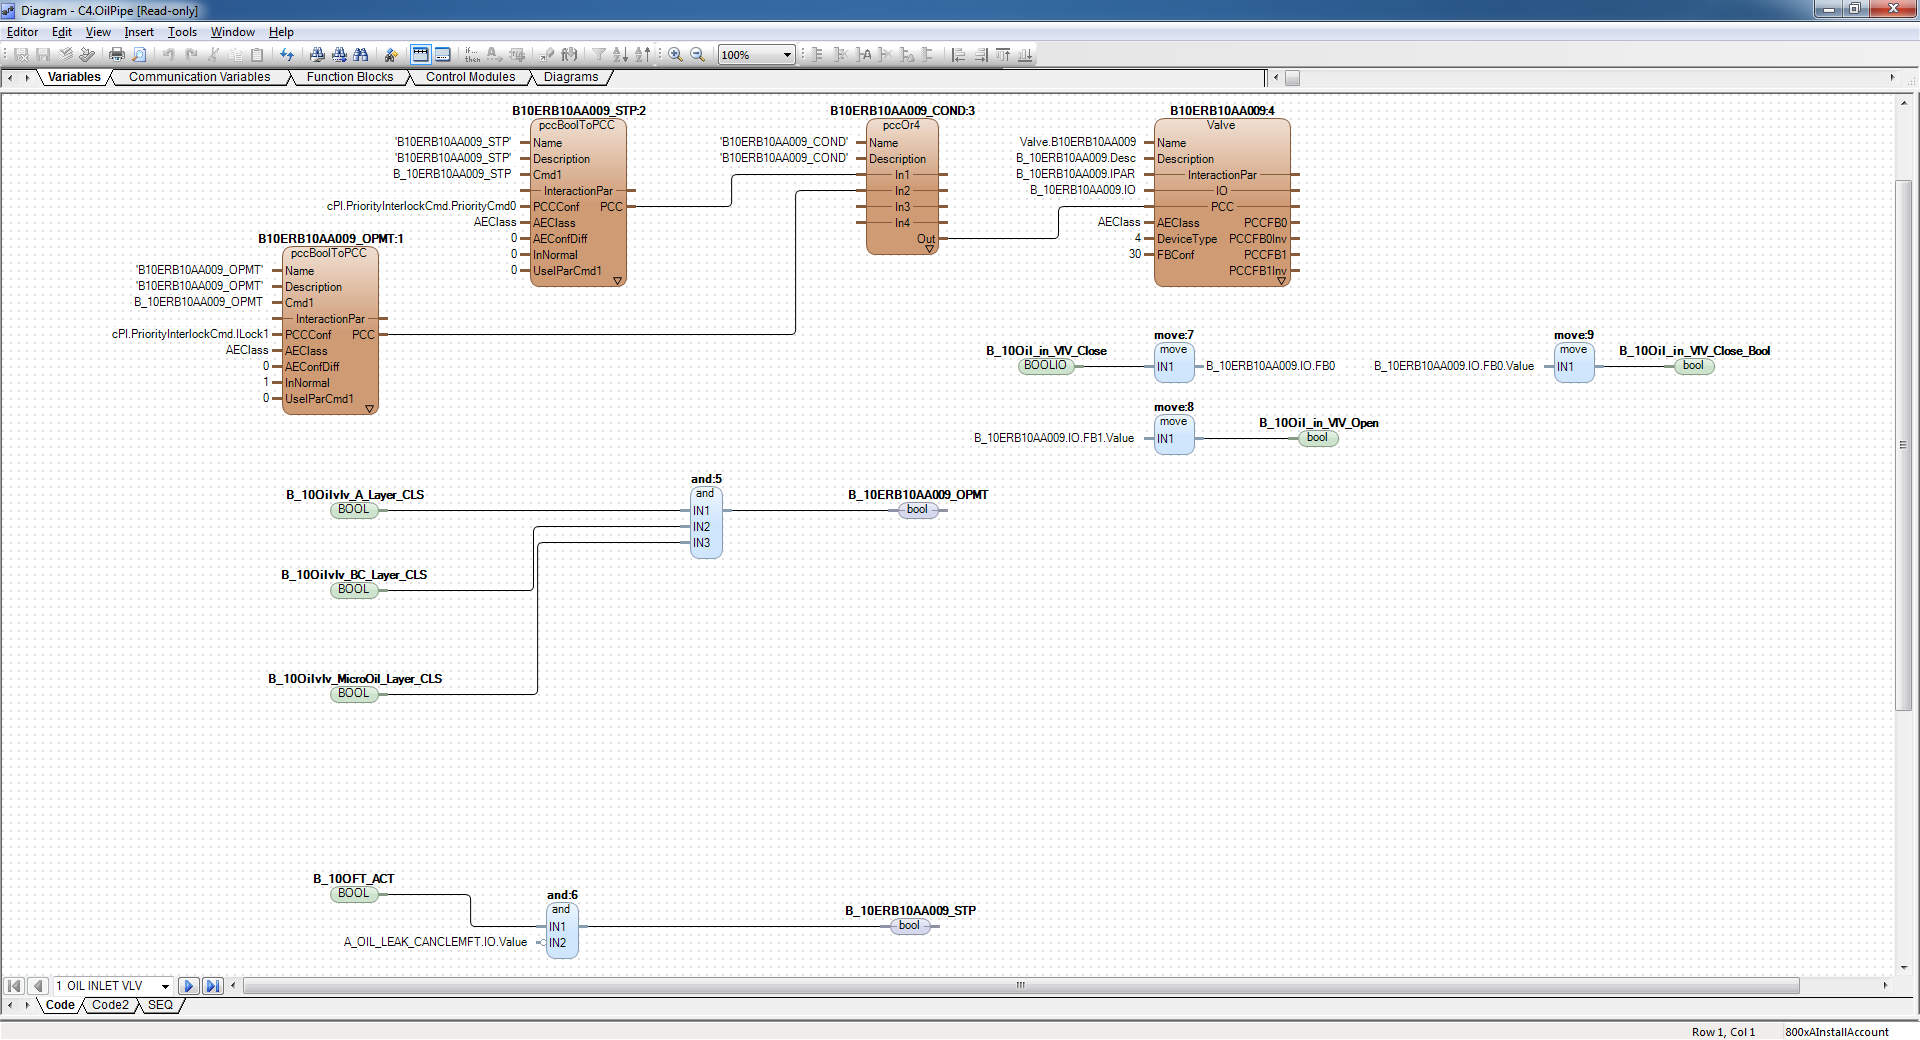 Diagram - C4.OilPipe [Read-only]
Editor Edit View Insert Tools Window Help
100%
Variables Communication Variables Function Blocks Control Modules Diagrams
B10ERB10AA009_STP:2
pccBoolToPCC
'B10ERB10AA009_STP' Name
'B10ERB10AA009_STP' Description
B_10ERB10AA009_STP Cmd1
InteractionPar
cPI.PriorityInterlockCmd.PriorityCmd0 PCCConf PCC
AEClass AEClass
0 AEConfDiff
0 InNormal
0 UseIParCmd1
B10ERB10AA009_COND:3
pccOr4
'B10ERB10AA009_COND' Name
'B10ERB10AA009_COND' Description
In1
In2
In3
In4
Out
B10ERB10AA009:4
Valve
Valve.B10ERB10AA009 Name
B_10ERB10AA009.Desc Description
B_10ERB10AA009.IPAR InteractionPar
B_10ERB10AA009.IO IO
PCC
AEClass AEClass PCCFB0
4 DeviceType PCCFB0Inv
30 FBConf PCCFB1
PCCFB1Inv
B10ERB10AA009_OPMT:1
pccBoolToPCC
'B10ERB10AA009_OPMT' Name
'B10ERB10AA009_OPMT' Description
B_10ERB10AA009_OPMT Cmd1
InteractionPar
cPI.PriorityInterlockCmd.ILock1 PCCConf PCC
AEClass AEClass
0 AEConfDiff
1 InNormal
0 UseIParCmd1
move:7
B_10Oil_in_VlV_Close move
BOOLIO IN1 B_10ERB10AA009.IO.FB0
move:9
move B_10Oil_in_VlV_Close_Bool
B_10ERB10AA009.IO.FB0.Value IN1 bool
move:8
move B_10Oil_in_VlV_Open
B_10ERB10AA009.IO.FB1.Value IN1 bool
and:5
B_10Oilvlv_A_Layer_CLS and B_10ERB10AA009_OPMT
BOOL IN1 bool
IN2
IN3
B_10Oilvlv_BC_Layer_CLS
BOOL
B_10Oilvlv_MicroOil_Layer_CLS
BOOL
B_10OFT_ACT
BOOL
and:6
and B_10ERB10AA009_STP
IN1 bool
A_OIL_LEAK_CANCLEMFT.IO.Value IN2
1 OIL INLET VLV
Code Code2 SEQ
Row 1, Col 1 800xAInstallAccount